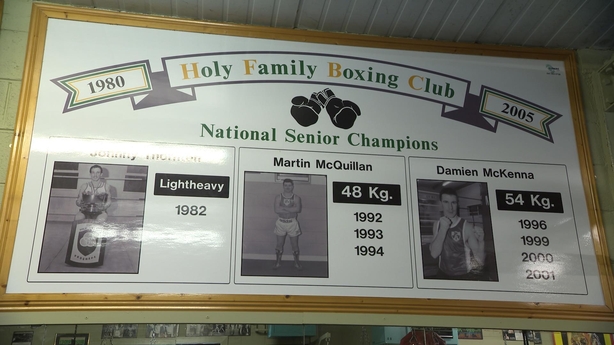 1980
Holy Family Boxing Club
2005
National Senior Champions
Lightheavy
1982
Martin McQuillan
48 Kg.
1992
1993
1994
Damien McKenna
54 Kg.
1996
1999
2000
2001